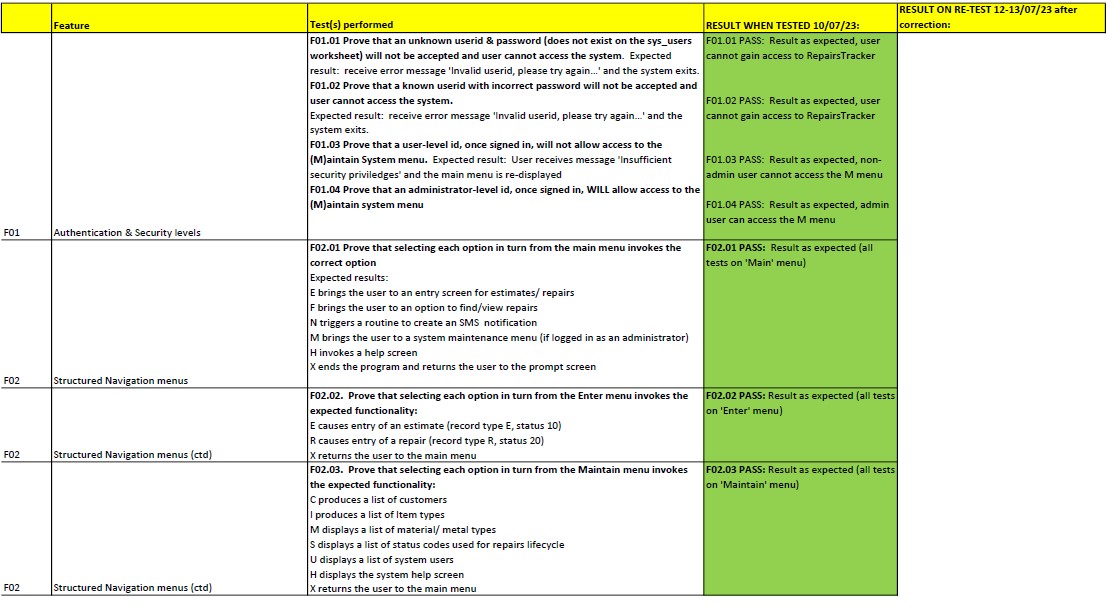 Feature
Test(s) performed
RESULT WHEN TESTED 10/07/23:
RESULT ON RE-TEST 12-13/07/23 after
correction:
F01
Authentication & Security levels
F01.01 Prove that an unknown userid & password (does not exist on the sys_users
worksheet) will not be accepted and user cannot access the system.  Expected
result:  receive error message 'Invalid userid, please try again...' and the system exits.
F01.02 Prove that a known userid with incorrect password will not be accepted and
user cannot access the system.
Expected result:  receive error message 'Invalid userid, please try again...' and the
system exits.
F01.03 Prove that a user-level id, once signed in, will not allow access to the
(M)aintain System menu.  Expected result:  User receives message 'Insufficient
security priviledges' and the main menu is re-displayed
F01.04 Prove that an administrator-level id, once signed in, WILL allow access to the
(M)aintain system menu
F01.01 PASS:  Result as expected, user
cannot gain access to RepairsTracker
F01.02 PASS:  Result as expected, user
cannot gain access to RepairsTracker
F01.03 PASS:  Result as expected, non-
admin user cannot access the M menu
F01.04 PASS:  Result as expected, admin
user can access the M menu
F02
Structured Navigation menus
F02.01 Prove that selecting each option in turn from the main menu invokes the
correct option
Expected results:
E brings the user to an entry screen for estimates/ repairs
F brings the user to an option to find/view repairs
N triggers a routine to create an SMS  notification
M brings the user to a system maintenance menu (if logged in as an administrator)
H invokes a help screen
X ends the program and returns the user to the prompt screen
F02.01 PASS:  Result as expected (all
tests on 'Main' menu)
F02
Structured Navigation menus (ctd)
F02.02.  Prove that selecting each option in turn from the Enter menu invokes the
expected functionality:
E causes entry of an estimate (record type E, status 10)
R causes entry of a repair (record type R, status 20)
X returns the user to the main menu
F02.02 PASS: Result as expected (all tests
on 'Enter' menu)
F02
Structured Navigation menus (ctd)
F02.03.  Prove that selecting each option in turn from the Maintain menu invokes
the expected functionality:
C produces a list of customers
I produces a list of Item types
M displays a list of material/ metal types
S displays a list of status codes used for repairs lifecycle
U displays a list of system users
H displays the system help screen
X returns the user to the main menu
F02.03 PASS: Result as expected (all tests
on 'Maintain' menu)